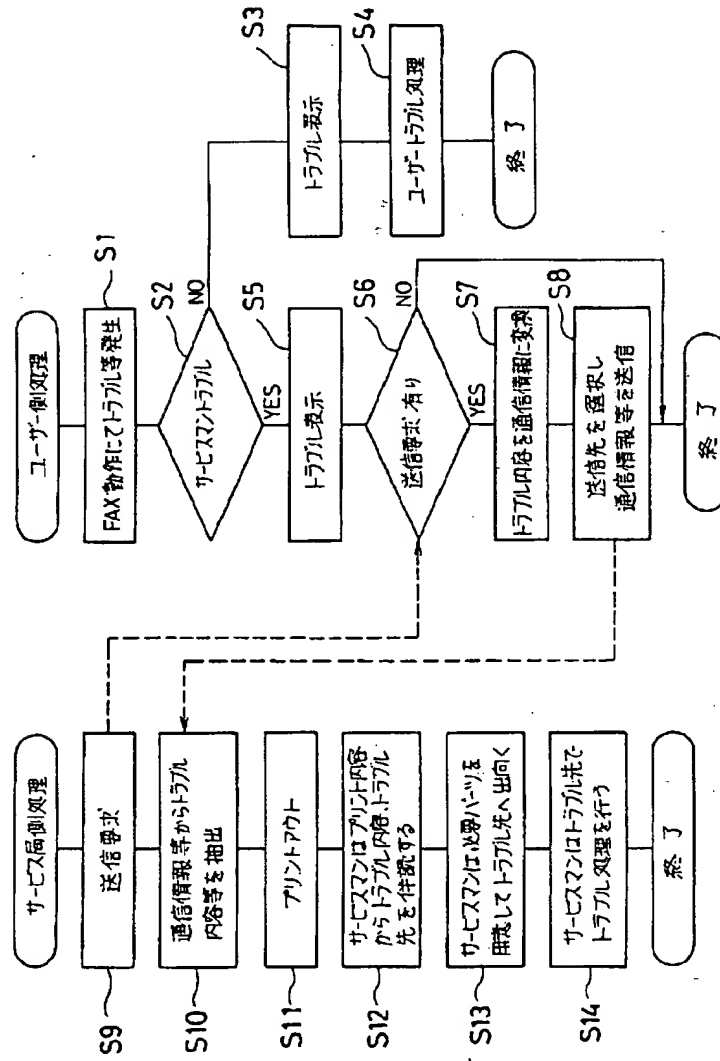 ユーザー側処理
FAX動作にてトラブル等発生
S1
サービスマントラブル
S2
NO
YES
トラブル表示
S3
ユーザートラブル処理
S4
終了
トラブル表示
S5
送信要求有り
S6
NO
YES
トラブル内容を通信情報に変換
S7
送信先を選択し
通信情報等を送信
S8
終了
サービス局側処理
送信要求
S9
通信情報等からトラブル
内容等を抽出
S10
プリントアウト
S11
サービスマンはプリント内容
からトラブル内容、トラブル
先を確認する
S12
サービスマンは必要パーツを
用意してトラブル先へ出向く
S13
サービスマンはトラブル先で
トラブル処理を行う
S14
終了